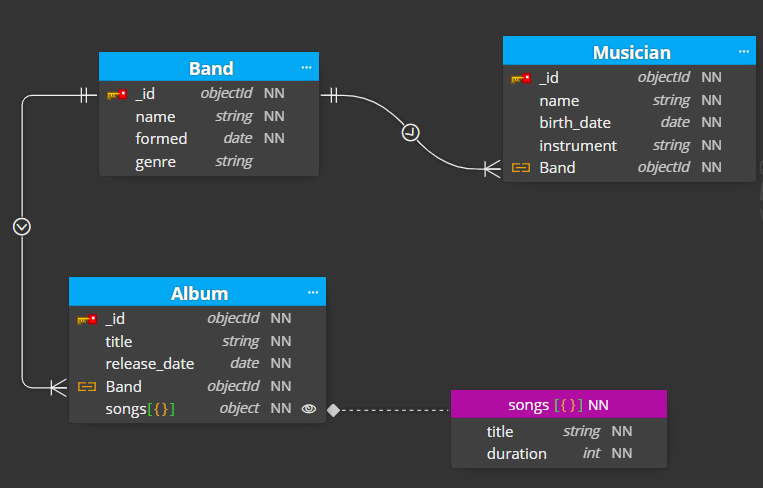 Band ...
_id objectId NN
name string NN
formed date NN
genre string
Musician ...
_id objectId NN
name string NN
birth_date date NN
instrument string NN
Band objectId NN
Album ...
_id objectId NN
title string NN
release_date date NN
Band objectId NN
songs[{}] object NN
songs [{}] NN
title string NN
duration int NN